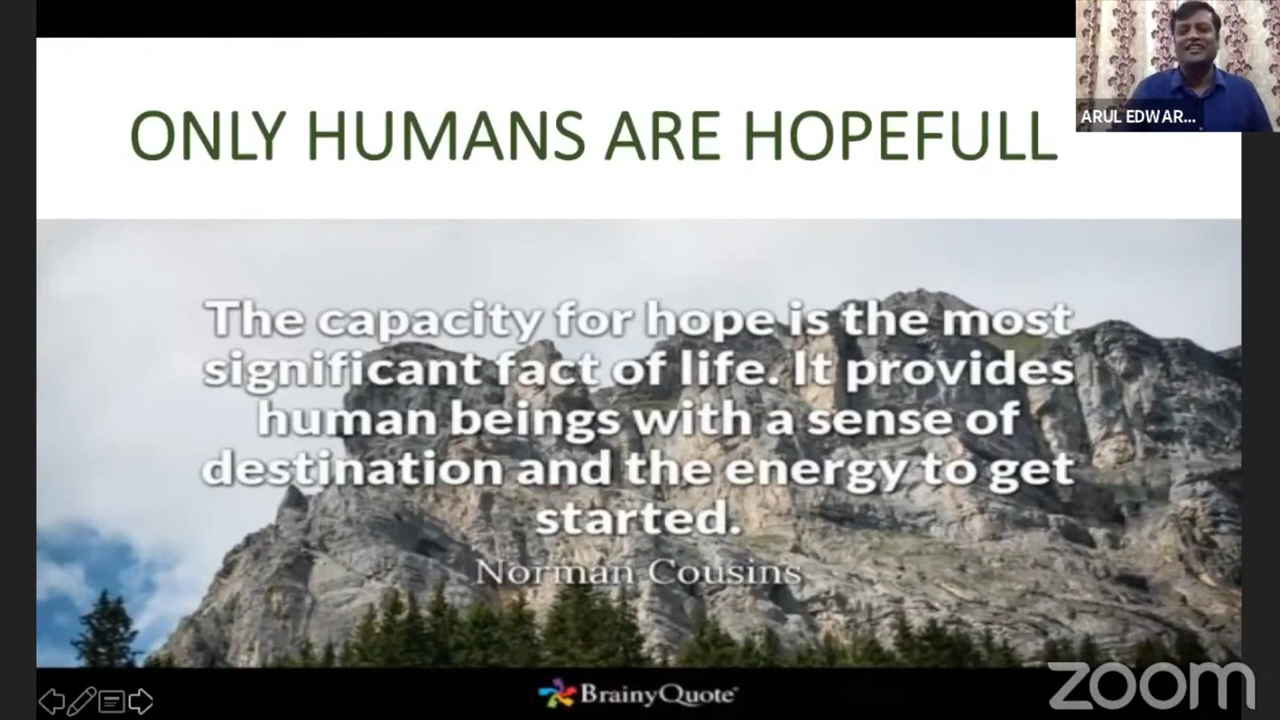 ONLY HUMANS ARE HOPEFULL
ARUL EDWAR...
The capacity for hope is the most
significant fact of life. It provides
human beings with a sense of
destination and the energy to get
started.
Norman Cousins
BrainyQuote
zoom